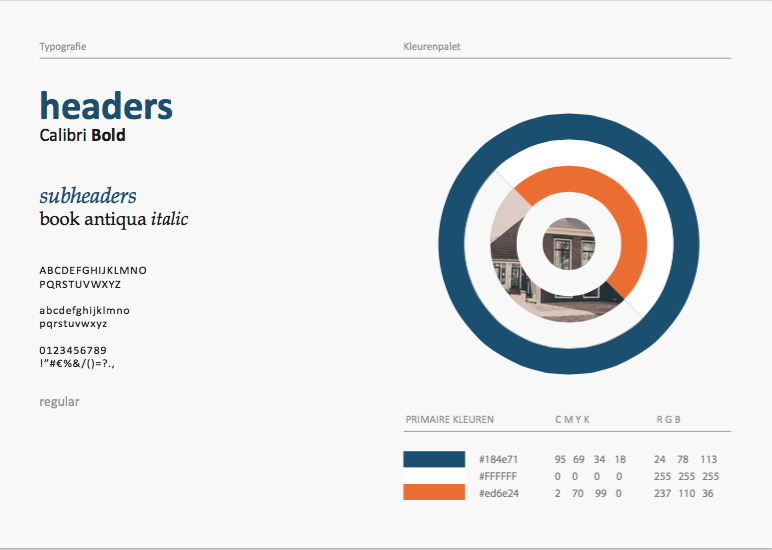 Typografie
Kleurenpalet
headers
Calibri Bold
subheaders
book antiqua italic
ABCDEFGHIJKLMNO
PQRSTUVWXYZ
abcdefghijklmno
pqrstuvwxyz
0123456789
!”#€%&/()=?.,
regular
PRIMAIRE KLEUREN C M Y K R G B
#184e71 95 69 34 18 24 78 113
#FFFFFF 0 0 0 0 255 255 255
#ed6e24 2 70 99 0 237 110 36